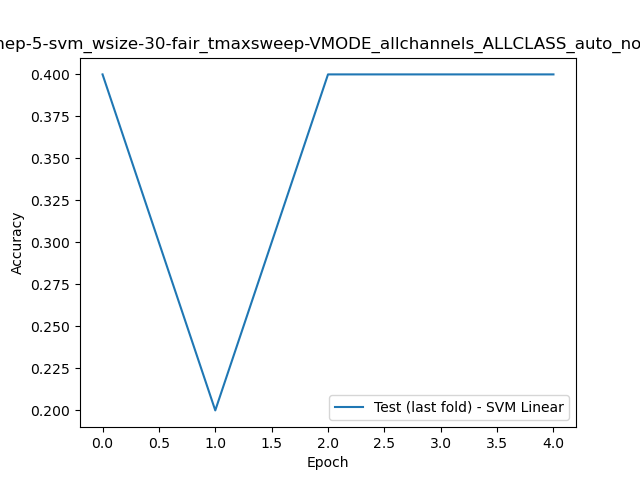 nep-5-svm_wsize-30-fair_tmaxsweep-VMODE_allchannels_ALLCLASS_auto_no
0.400
0.375
0.350
0.325
0.300
0.275
0.250
0.225
0.200
Accuracy
Test (last fold) - SVM Linear
0.0 0.5 1.0 1.5 2.0 2.5 3.0 3.5 4.0
Epoch